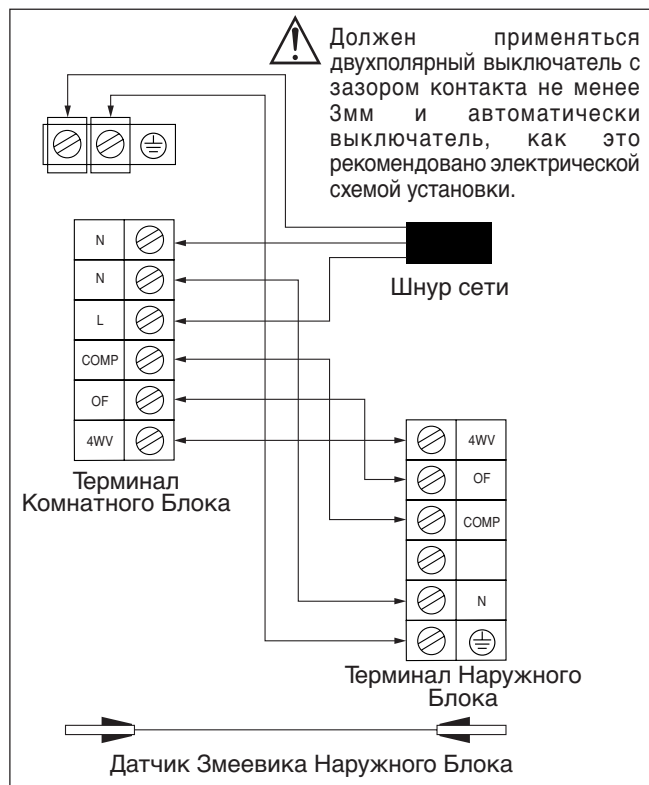 Должен применяться
двухполярный выключатель с
зазором контакта не менее
3мм и автоматически
выключатель, как это
рекомендовано электрической
схемой установки.
Шнур сети
N
N
L
COMP
OF
4WV
Терминал
Комнатного Блока
4WV
OF
COMP
N
Терминал Наружного
Блока
Датчик Змеевика Наружного Блока